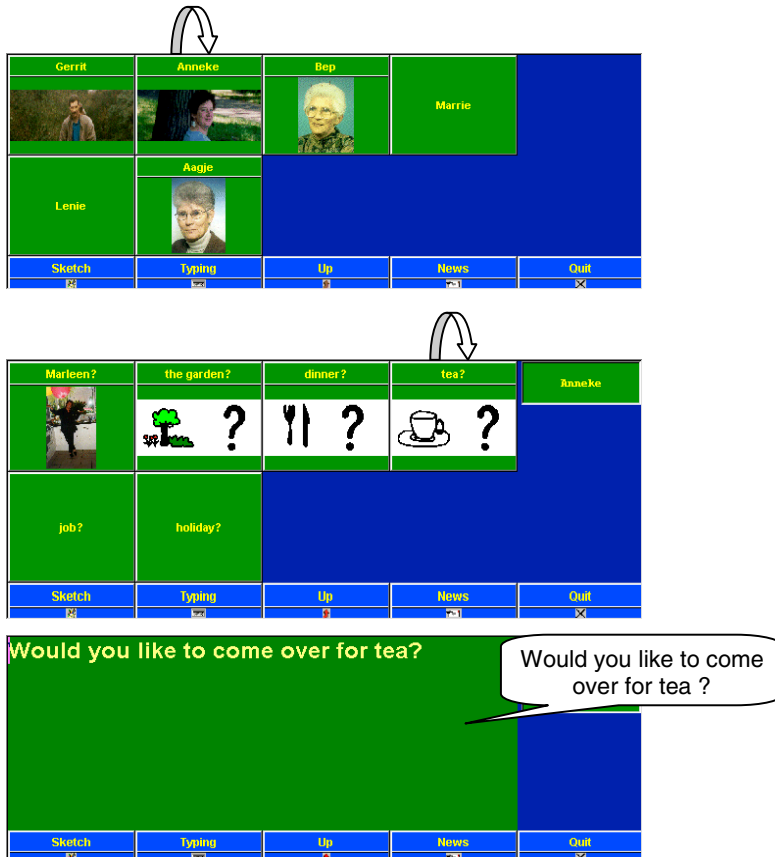 Gerrit Anneke Bep
Marrie
Aagje
Lenie
Sketch Typing Up News Quit
Marleen? the garden? dinner? tea?
Anneke
? ? ?
job? holiday?
Sketch Typing Up News Quit
Would you like to come over for tea?
Would you like to come
over for tea ?
Sketch Typing Up News Quit